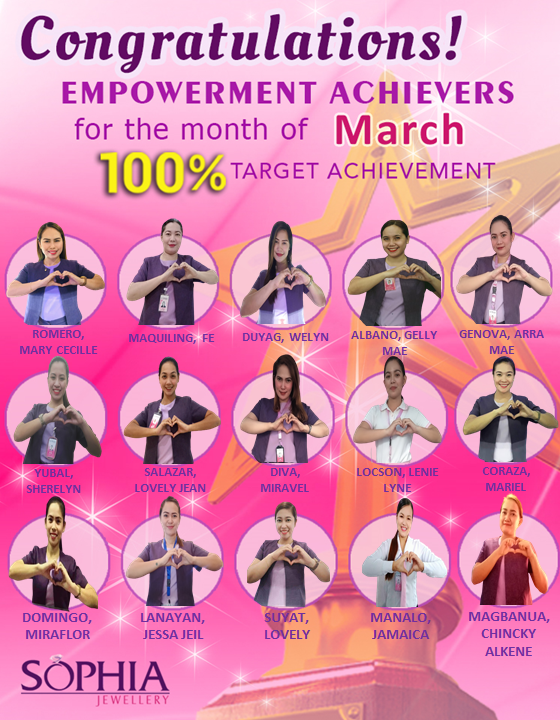 Congratulations!
EMPOWERMENT ACHIEVERS
for the month of March
100% TARGET ACHIEVEMENT
ROMERO,
MARY CECILLE
MAQUILING, FE
DUYAG, WELYN
ALBANO, GELLY
MAE
GENOVA, ARRA
MAE
YUBAL,
SHERELYN
SALAZAR,
LOVELY JEAN
DIVA,
MIRAVEL
LOCSON, LENIE
LYNE
CORAZA,
MARIEL
DOMINGO,
MIRAFLOR
LANAYAN,
JESSA JEIL
SUYAT,
LOVELY
MANALO,
JAMAICA
MAGBANUA,
CHINCKY
ALKENE
SOPHIA
JEWELLERY